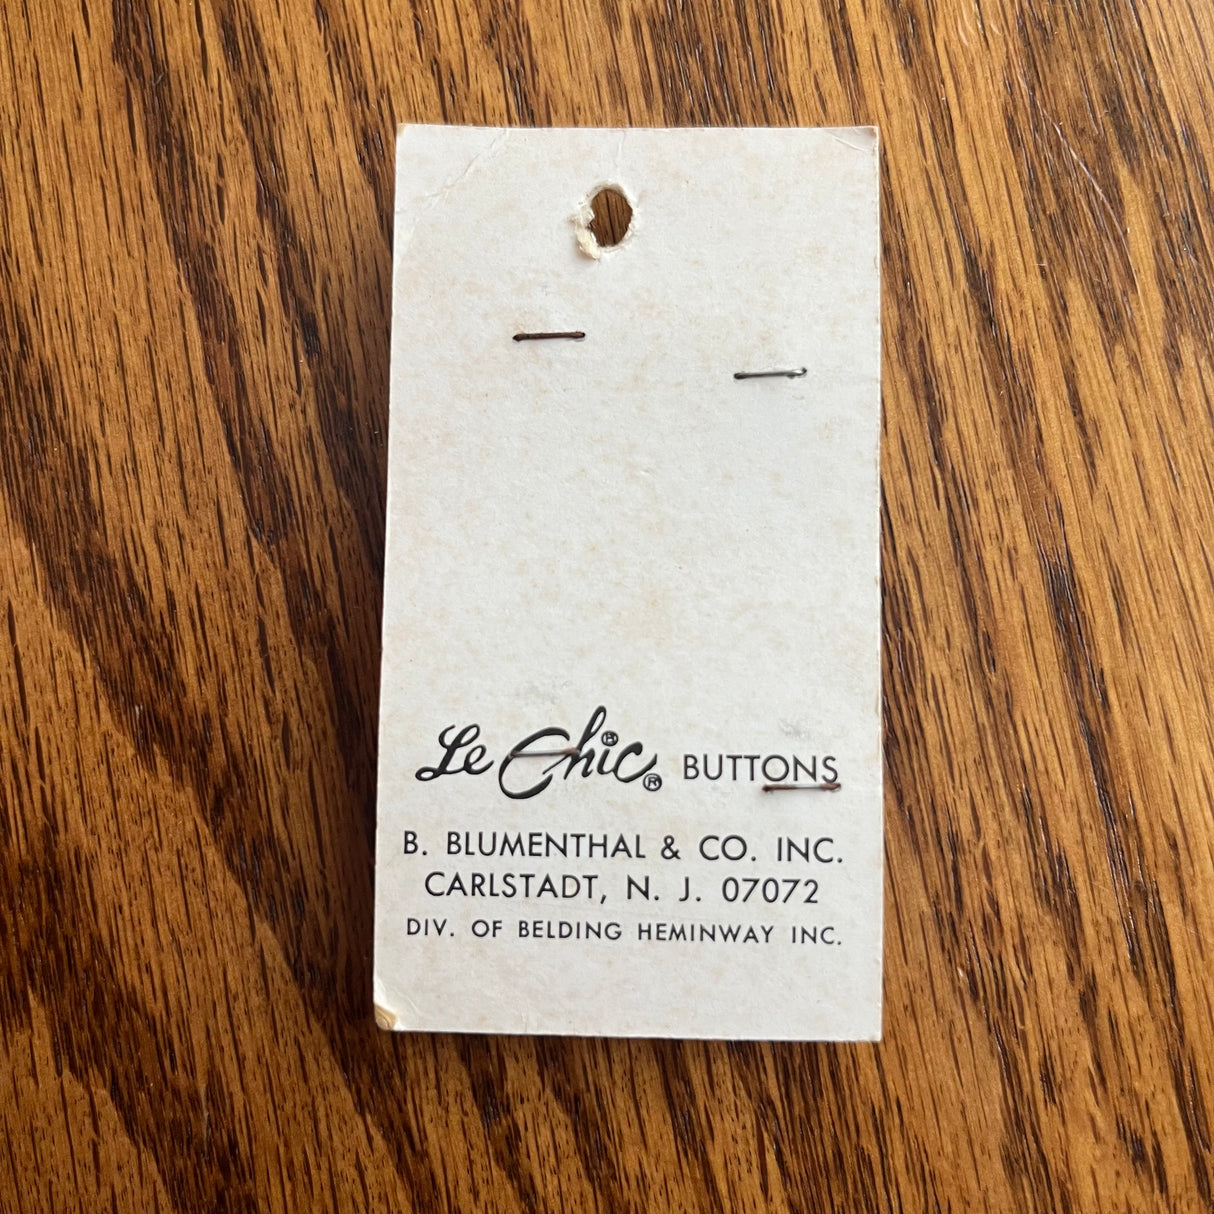 Le Chic® ® BUTTONS
B. BLUMENTHAL & CO. INC.
CARLSTADT, N. J. 07072
DIV. OF BELDING HEMINWAY INC.